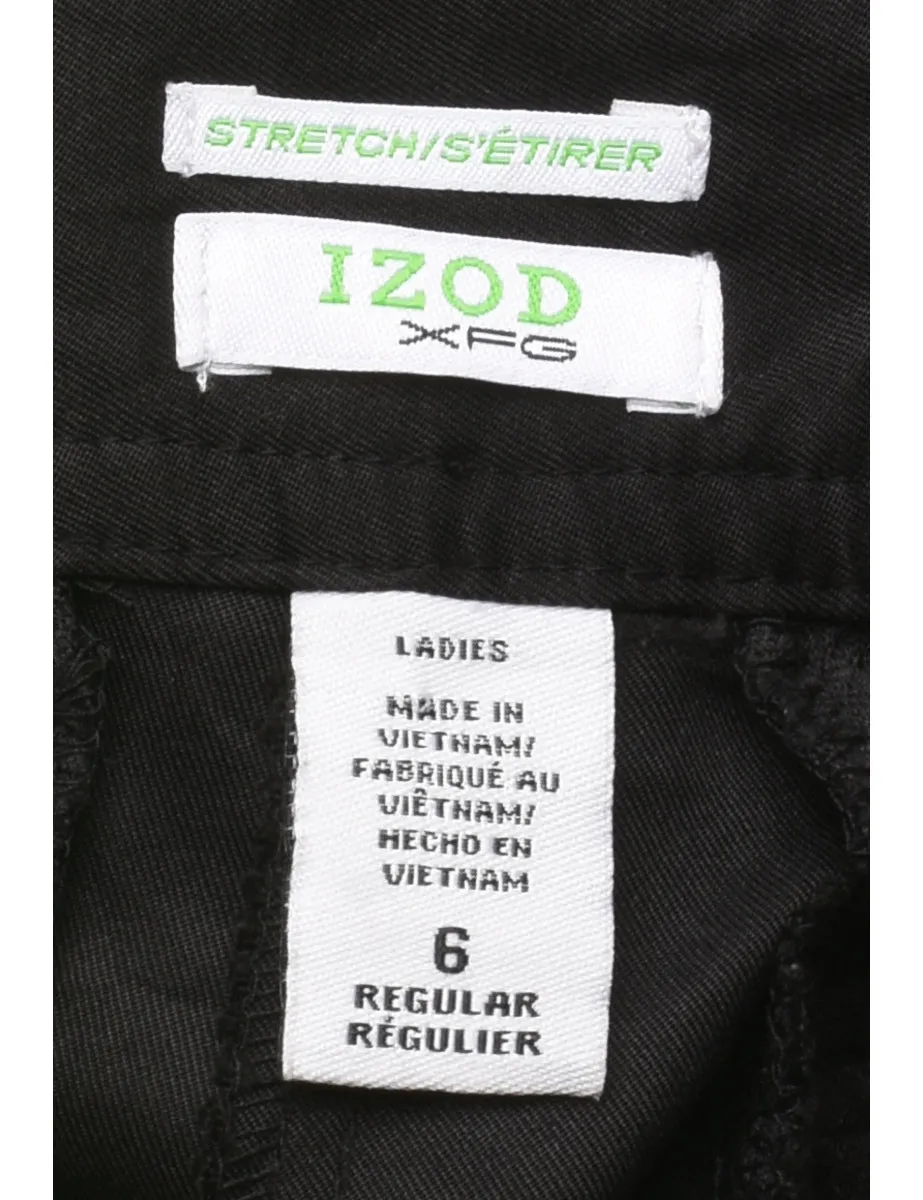 STRETCH/S'ÉTIRER
IZOD
XFG
LADIES
MADE IN
VIETNAM/
FABRIQUÉ AU
VIÊTNAM/
HECHO EN
VIETNAM
6
REGULAR
RÉGULIER